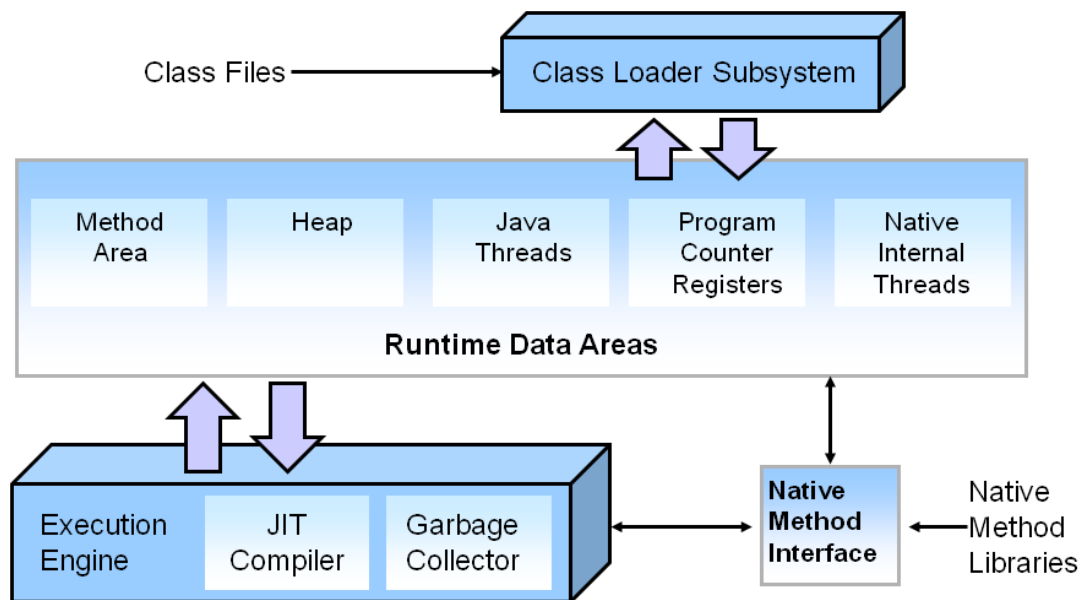 Class Files
Class Loader Subsystem
Method
Area
Heap
Java
Threads
Program
Counter
Registers
Native
Internal
Threads
Runtime Data Areas
Execution
Engine
JIT
Compiler
Garbage
Collector
Native
Method
Interface
Native
Method
Libraries